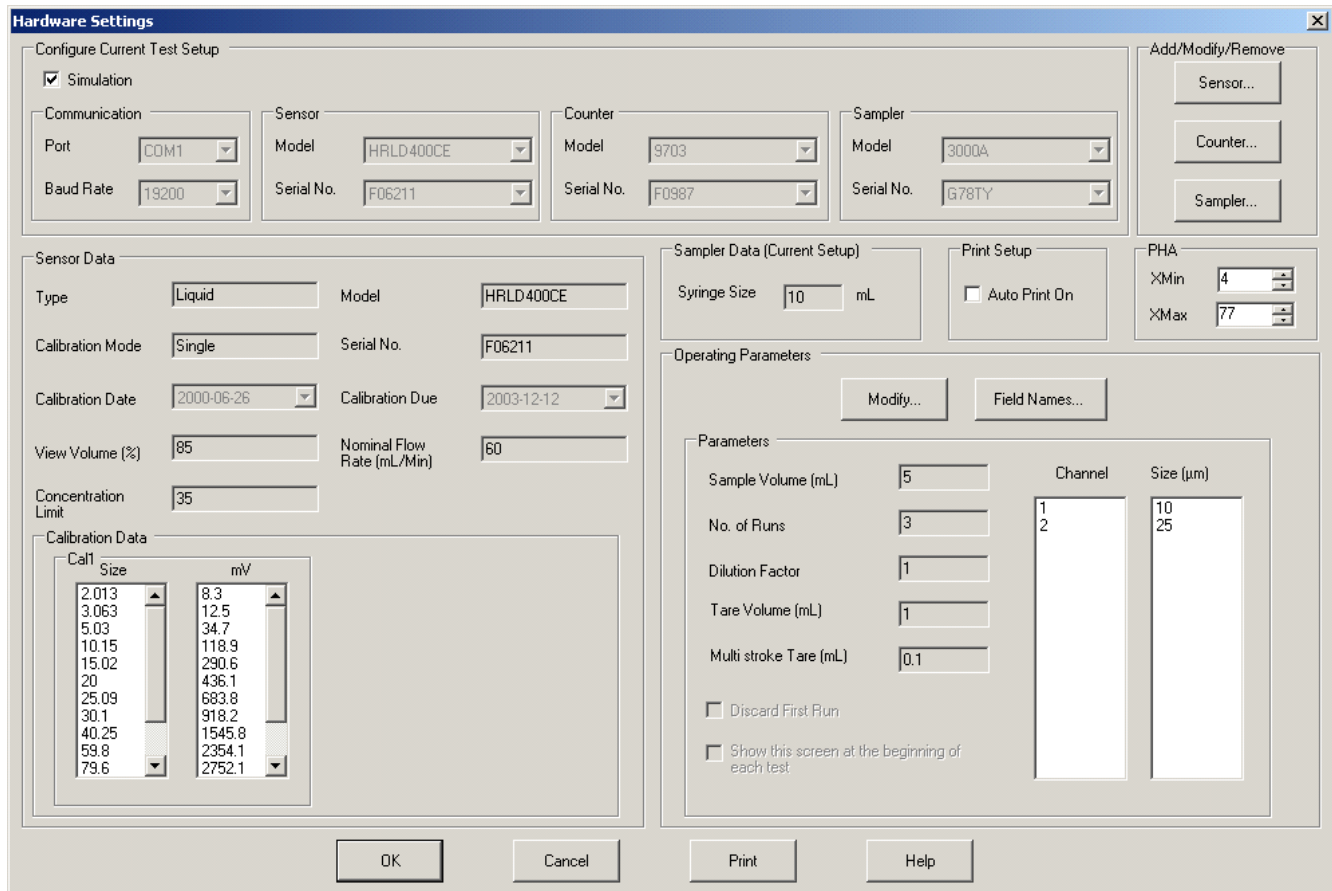 Hardware Settings
Configure Current Test Setup
Simulation
Communication
Port
COM1
Baud Rate
19200
Sensor
Model
HRLD400CE
Serial No.
F06211
Counter
Model
9703
Serial No.
F0987
Sampler
Model
3000A
Serial No.
G78TY
Add/Modify/Remove
Sensor...
Counter...
Sampler...
Sensor Data
Type
Liquid
Model
HRLD400CE
Calibration Mode
Single
Serial No.
F06211
Calibration Date
2000-06-26
Calibration Due
2003-12-12
View Volume (%)
85
Nominal Flow
Rate (mL/Min)
60
Concentration
Limit
35
Calibration Data
Cal1
Size
mV
2.013
3.063
5.03
10.15
15.02
20
25.09
30.1
40.25
59.8
79.6
8.3
12.5
34.7
118.9
290.6
436.1
683.8
918.2
1545.8
2354.1
2752.1
Sampler Data (Current Setup)
Syringe Size
10
mL
Print Setup
Auto Print On
PHA
XMin
4
XMax
77
Operating Parameters
Modify...
Field Names...
Parameters
Sample Volume (mL)
5
No. of Runs
3
Dilution Factor
1
Tare Volume (mL)
1
Multi stroke Tare (mL)
0.1
Discard First Run
Show this screen at the beginning of
each test
Channel
1
2
Size (µm)
10
25
OK
Cancel
Print
Help